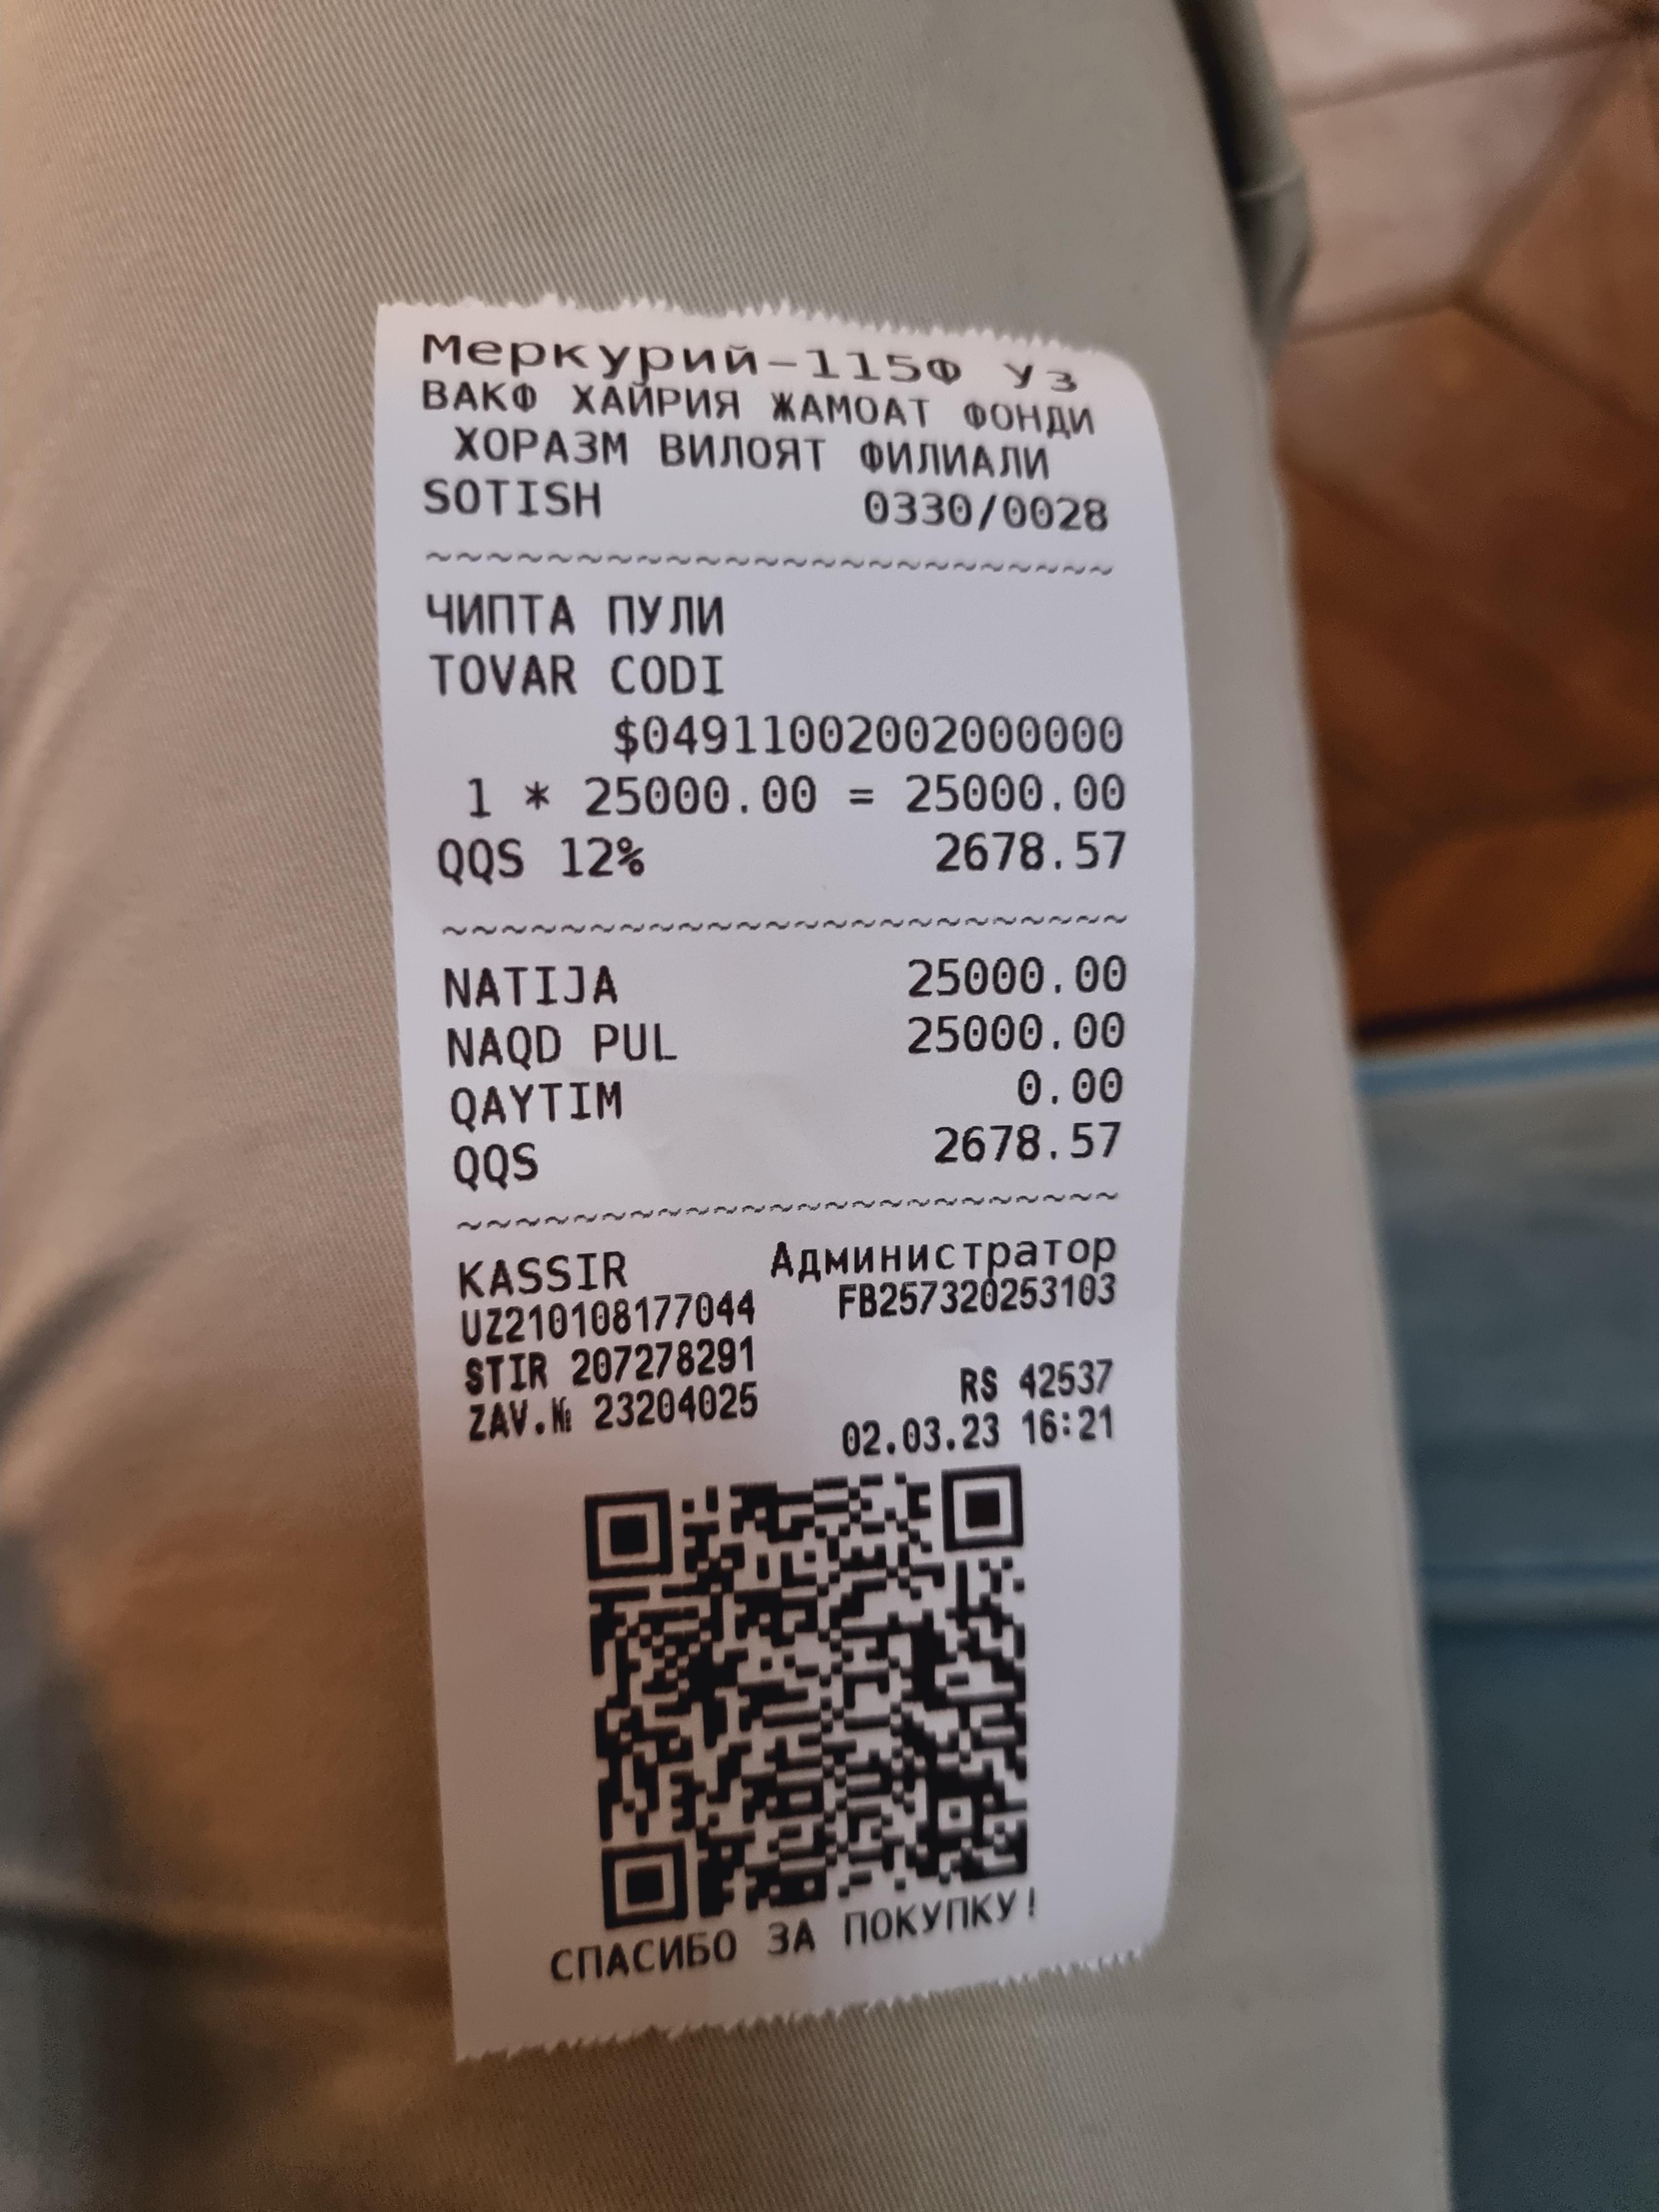 Меркурий-115Ф Уз
ВАКФ ХАЙРИЯ ЖАМОАТ ФОНДИ
ХОРАЗМ ВИЛОЯТ ФИЛИАЛИ
SOTISH 0330/0028
~~~~~~~~~~~~~~~~~~~~~~~
ЧИПТА ПУЛИ
TOVAR CODI
$04911002002000000
1 * 25000.00 = 25000.00
QQS 12% 2678.57
~~~~~~~~~~~~~~~~~~~~~~~
NATIJA 25000.00
NAQD PUL 25000.00
QAYTIM 0.00
QQS 2678.57
~~~~~~~~~~~~~~~~~~~~~~~
KASSIR Администратор
UZ210108177044 FB257320253103
STIR 207278291
RS 42537
ZAV.№ 23204025
02.03.23 16:21
СПАСИБО ЗА ПОКУПКУ!